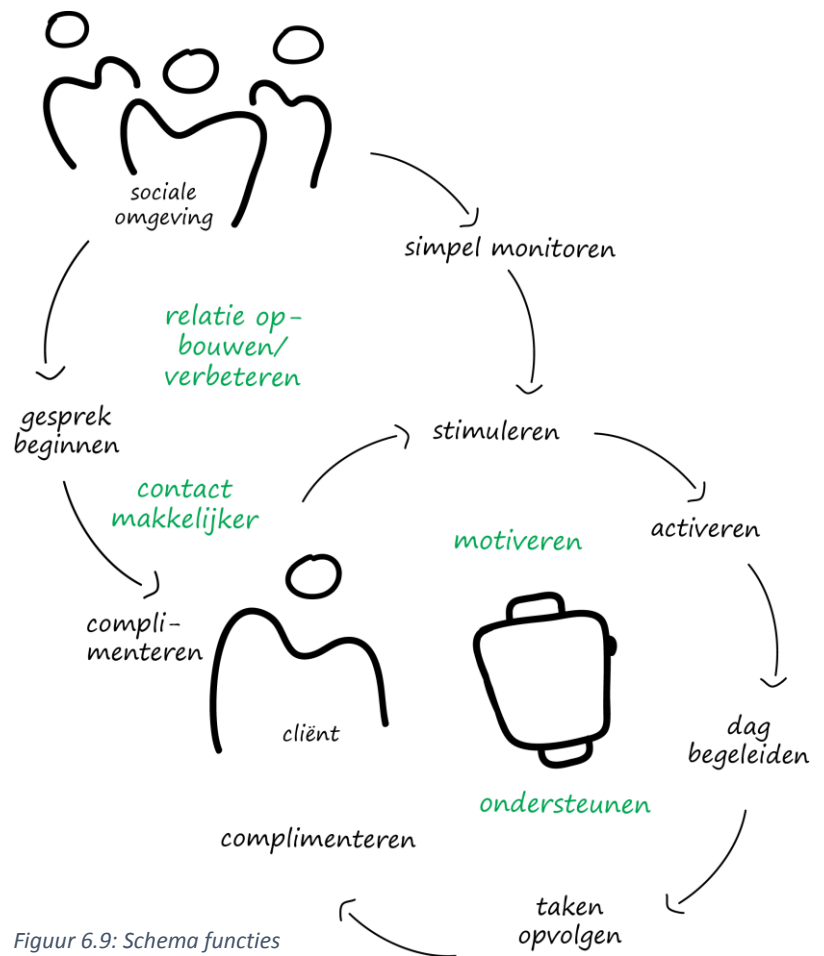 sociale
omgeving
simpel monitoren
relatie op-
bouwen/
verbeteren
gesprek
beginnen
stimuleren
contact
makkelijker
activeren
motiveren
compli-
menteren
cliënt
dag
begeleiden
ondersteunen
complimenteren
taken
opvolgen
Figuur 6.9: Schema functies